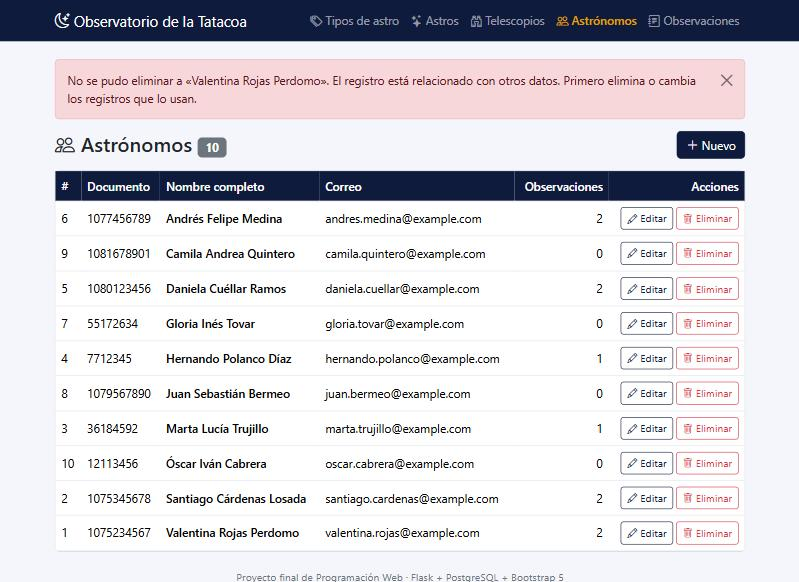 Observatorio de la Tatacoa Tipos de astro Astros Telescopios Astrónomos Observaciones
No se pudo eliminar a «Valentina Rojas Perdomo». El registro está relacionado con otros datos. Primero elimina o cambia
los registros que lo usan.
Astrónomos 10 + Nuevo
# Documento Nombre completo Correo Observaciones Acciones
6 1077456789 Andrés Felipe Medina andres.medina@example.com 2 Editar Eliminar
9 1081678901 Camila Andrea Quintero camila.quintero@example.com 0 Editar Eliminar
5 1080123456 Daniela Cuéllar Ramos daniela.cuellar@example.com 2 Editar Eliminar
7 55172634 Gloria Inés Tovar gloria.tovar@example.com 0 Editar Eliminar
4 7712345 Hernando Polanco Díaz hernando.polanco@example.com 1 Editar Eliminar
8 1079567890 Juan Sebastián Bermeo juan.bermeo@example.com 0 Editar Eliminar
3 36184592 Marta Lucía Trujillo marta.trujillo@example.com 1 Editar Eliminar
10 12113456 Óscar Iván Cabrera oscar.cabrera@example.com 0 Editar Eliminar
2 1075345678 Santiago Cárdenas Losada santiago.cardenas@example.com 2 Editar Eliminar
1 1075234567 Valentina Rojas Perdomo valentina.rojas@example.com 2 Editar Eliminar
Proyecto final de Programación Web · Flask + PostgreSQL + Bootstrap 5